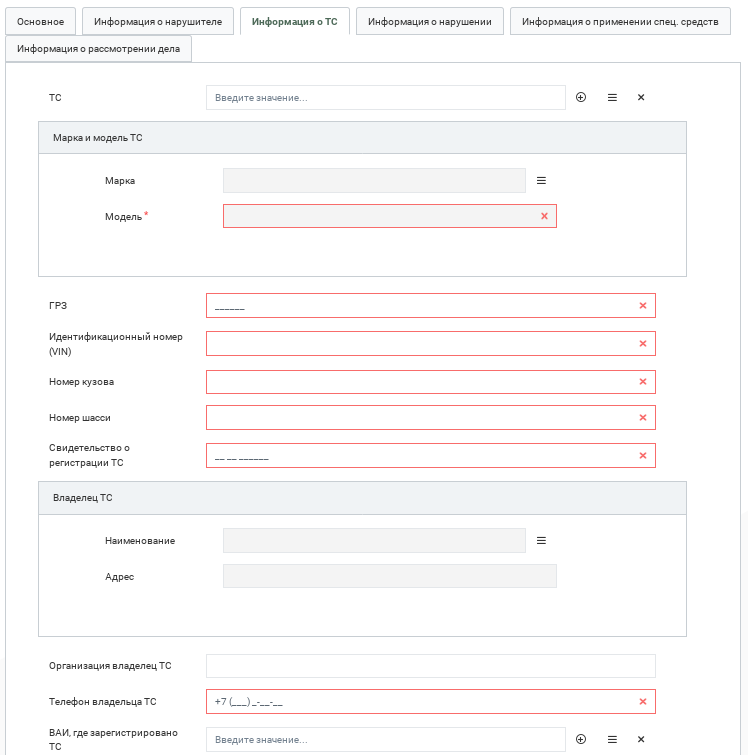 Основное
Информация о нарушителе
Информация о ТС
Информация о нарушении
Информация о применении спец. средств
Информация о рассмотрении дела
ТС
Введите значение...
Марка и модель ТС
Марка
Модель *
ГРЗ
______
Идентификационный номер
(VIN)
Номер кузова
Номер шасси
Свидетельство о
регистрации ТС
__ __ ______
Владелец ТС
Наименование
Адрес
Организация владелец ТС
Телефон владельца ТС
+7 (___) _-__-__
ВАИ, где зарегистрировано
ТС
Введите значение...